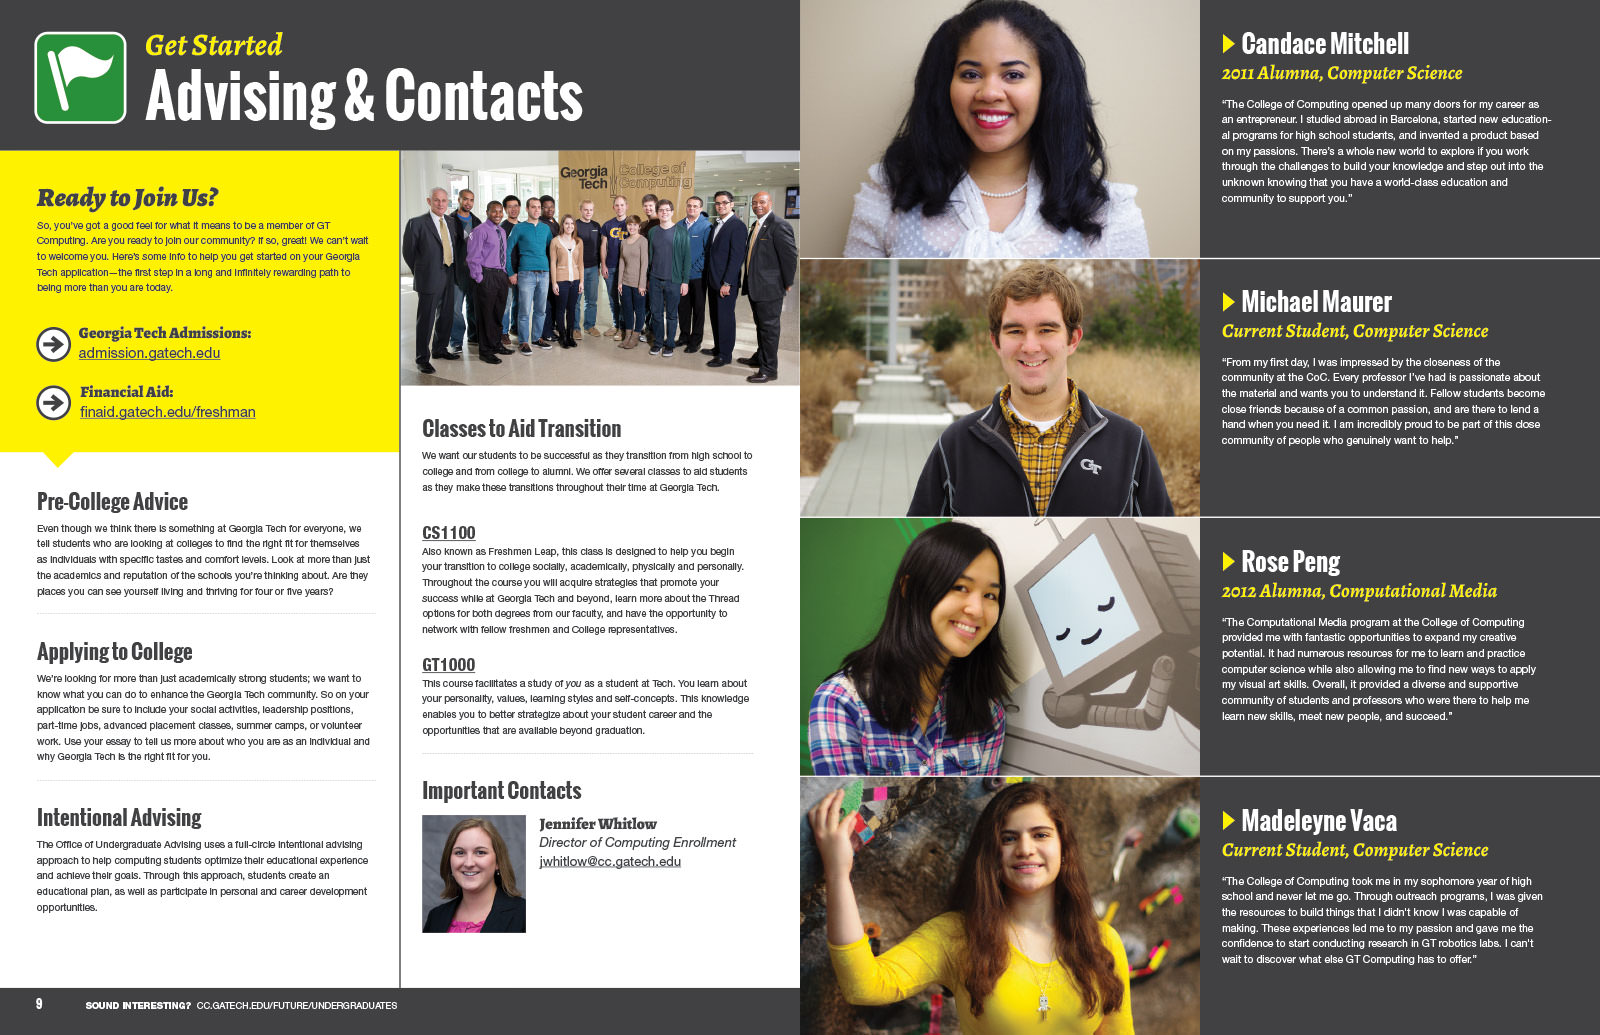 Get Started
Advising & Contacts
Ready to Join Us?
So, you've got a good feel for what it means to be a member of GT
Computing. Are you ready to join our community? If so, great! We can't wait
to welcome you. Here's some info to help you get started on your Georgia
Tech application—the first step in a long and infinitely rewarding path to
being more than you are today.
Georgia Tech Admissions:
admission.gatech.edu
Financial Aid:
finaid.gatech.edu/freshman
Pre-College Advice
Even though we think there is something at Georgia Tech for everyone, we
tell students who are looking at colleges to find the right fit for themselves
as individuals with specific tastes and comfort levels. Look at more than just
the academics and reputation of the schools you're thinking about. Are they
places you can see yourself living and thriving for four or five years?
Applying to College
We're looking for more than just academically strong students; we want to
know what you can do to enhance the Georgia Tech community. So on your
application be sure to include your social activities, leadership positions,
part-time jobs, advanced placement classes, summer camps, or volunteer
work. Use your essay to tell us more about who you are as an individual and
why Georgia Tech is the right fit for you.
Intentional Advising
The Office of Undergraduate Advising uses a full-circle intentional advising
approach to help computing students optimize their educational experience
and achieve their goals. Through this approach, students create an
educational plan, as well as participate in personal and career development
opportunities.
Georgia Tech College of Computing
GT
Classes to Aid Transition
We want our students to be successful as they transition from high school to
college and from college to alumni. We offer several classes to aid students
as they make these transitions throughout their time at Georgia Tech.
CS1100
Also known as Freshmen Leap, this class is designed to help you begin
your transition to college socially, academically, physically and personally.
Throughout the course you will acquire strategies that promote your
success while at Georgia Tech and beyond, learn more about the Thread
options for both degrees from our faculty, and have the opportunity to
network with fellow freshmen and College representatives.
GT1000
This course facilitates a study of you as a student at Tech. You learn about
your personality, values, learning styles and self-concepts. This knowledge
enables you to better strategize about your student career and the
opportunities that are available beyond graduation.
Important Contacts
Jennifer Whitlow
Director of Computing Enrollment
jwhitlow@cc.gatech.edu
9 SOUND INTERESTING? CC.GATECH.EDU/FUTURE/UNDERGRADUATES
Candace Mitchell
2011 Alumna, Computer Science
“The College of Computing opened up many doors for my career as
an entrepreneur. I studied abroad in Barcelona, started new education-
al programs for high school students, and invented a product based
on my passions. There's a whole new world to explore if you work
through the challenges to build your knowledge and step out into the
unknown knowing that you have a world-class education and
community to support you.”
GT
Michael Maurer
Current Student, Computer Science
“From my first day, I was impressed by the closeness of the
community at the CoC. Every professor I've had is passionate about
the material and wants you to understand it. Fellow students become
close friends because of a common passion, and are there to lend a
hand when you need it. I am incredibly proud to be part of this close
community of people who genuinely want to help.”
Rose Peng
2012 Alumna, Computational Media
“The Computational Media program at the College of Computing
provided me with fantastic opportunities to expand my creative
potential. It had numerous resources for me to learn and practice
computer science while also allowing me to find new ways to apply
my visual art skills. Overall, it provided a diverse and supportive
community of students and professors who were there to help me
learn new skills, meet new people, and succeed.”
Madeleyne Vaca
Current Student, Computer Science
“The College of Computing took me in my sophomore year of high
school and never let me go. Through outreach programs, I was given
the resources to build things that I didn't know I was capable of
making. These experiences led me to my passion and gave me the
confidence to start conducting research in GT robotics labs. I can't
wait to discover what else GT Computing has to offer.”